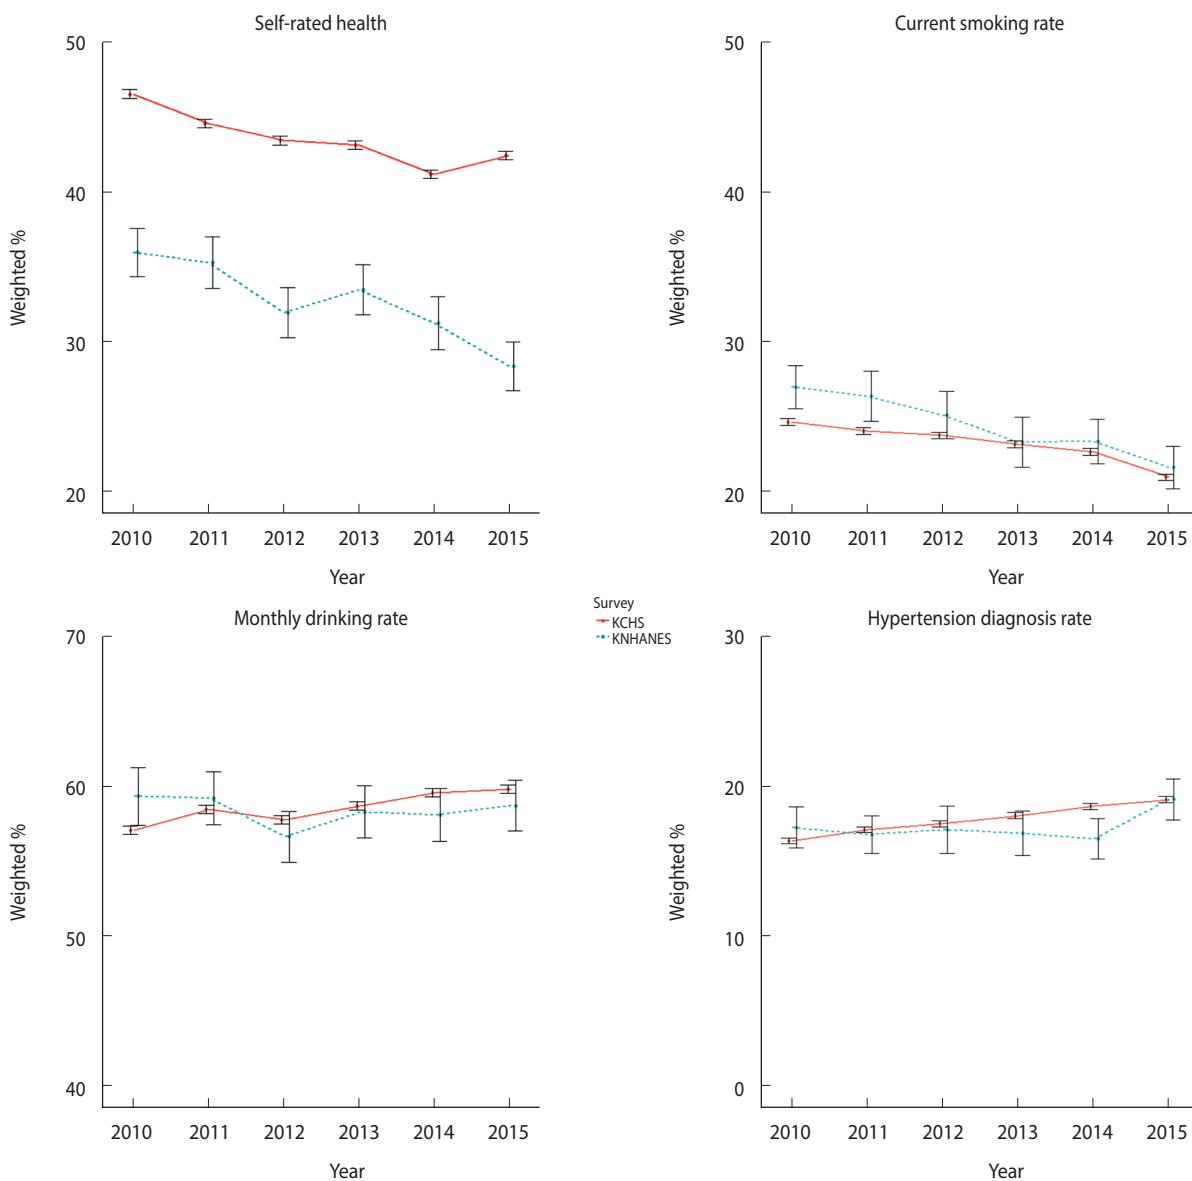 Self-rated health
50
40
30
20
Weighted %
2010 2011 2012 2013 2014 2015
Year
Current smoking rate
50
40
30
20
Weighted %
2010 2011 2012 2013 2014 2015
Year
Survey
KCHS
KNHANES
Monthly drinking rate
70
60
50
40
Weighted %
2010 2011 2012 2013 2014 2015
Year
Hypertension diagnosis rate
30
20
10
0
Weighted %
2010 2011 2012 2013 2014 2015
Year